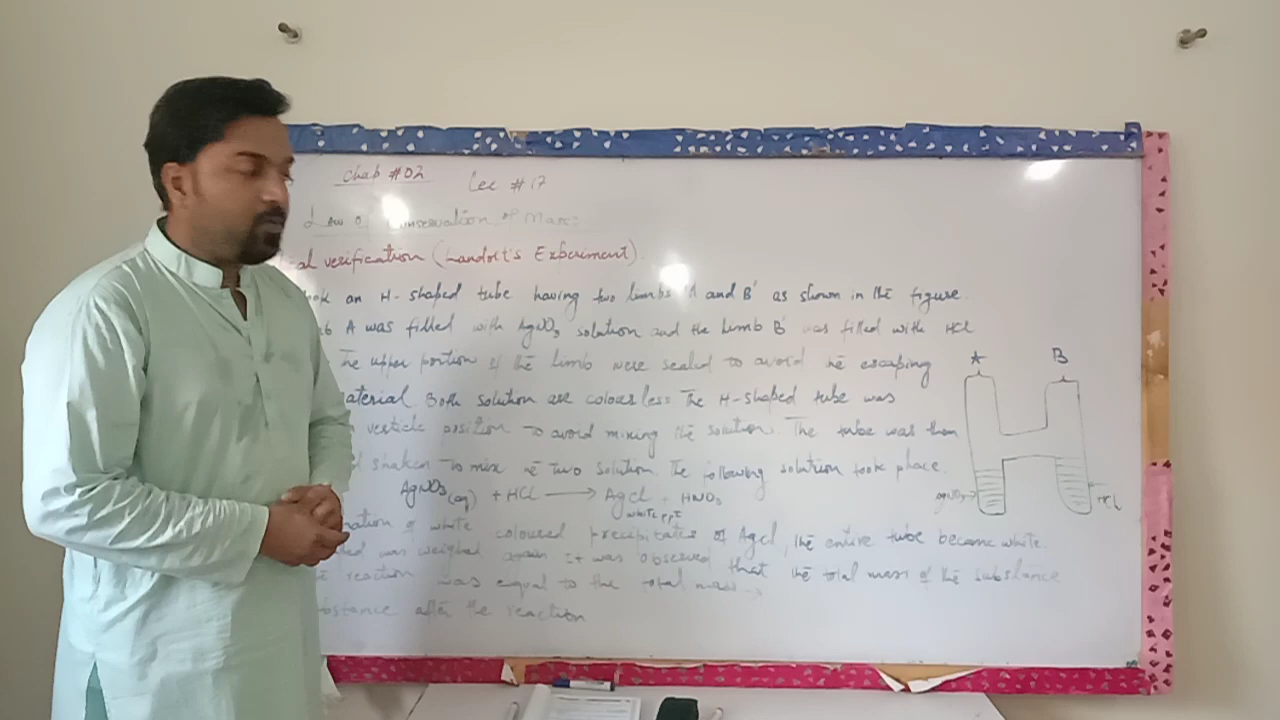 Chap #02 Lec #17
Law of Conservation of Mass:
al verification (Landolt's Experiment).
ook an H-shaped tube having two limbs 'A and B' as shown in the figure.
b A was filled with AgNO3 solution and the limb B' was filled with HCl
The upper portion of the limb were sealed to avoid the escaping
material. Both solution are colourless The H-shaped tube was
verticle position to avoid mixing the solution. The tube was then
d shaken to mix the two solution The following solution took place.
AgNO3(aq) + HCl → AgCl + HNO3
white ppt
mation of white coloured precipitates of AgCl, the entire tube become white.
was weighed again It was observed that the total mass of the substance
e reaction was equal to the total mass
bstance after the reaction
A B
AgNO3
HCl